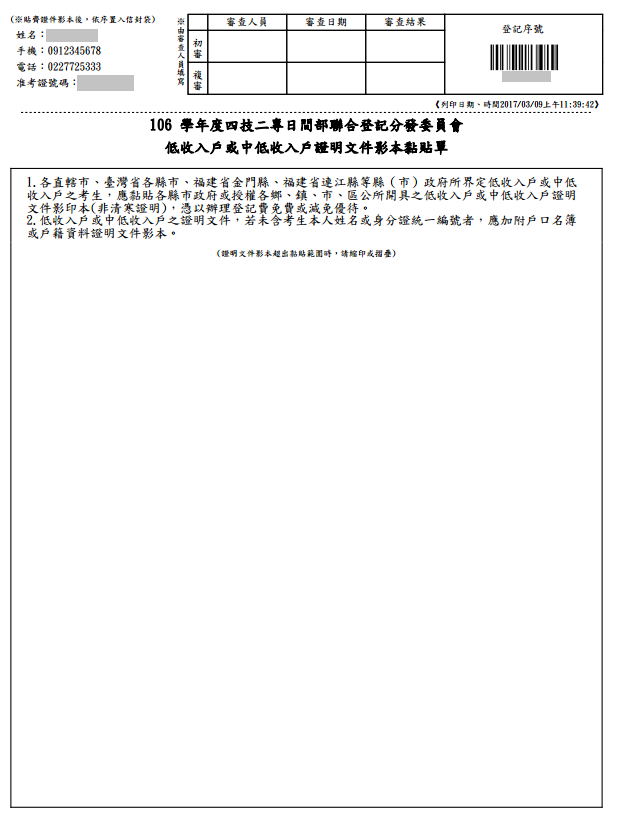 (※貼齊證件影本後，依序置入信封袋)
姓名：
手機：0912345678
電話：0227725333
准考證號碼：
※由審查人員填寫
審查人員 審查日期 審查結果
初審
複審
登記序號
《列印日期、時間2017/03/09上午11:39:42》
106 學年度四技二專日間部聯合登記分發委員會
低收入戶或中低收入戶證明文件影本黏貼單
1.各直轄市、臺灣省各縣市、福建省金門縣、福建省連江縣等縣（市）政府所界定低收入戶或中低
收入戶之考生，應黏貼各縣市政府或授權各鄉、鎮、市、區公所開具之低收入戶或中低收入戶證明
文件影印本(非清寒證明)，憑以辦理登記費免費或減免優待。
2.低收入戶或中低收入戶之證明文件，若未含考生本人姓名或身分證統一編號者，應加附戶口名簿
或戶籍資料證明文件影本。
(證明文件影本超出黏貼範圍時，請縮印或摺疊)